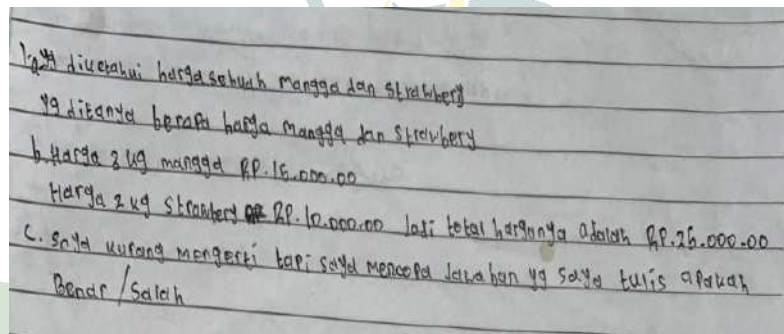 1.a. yg diketahui harga sebuah mangga dan strawbery
yg ditanya berapa harga mangga dan strawbery
b. Harga 3 kg mangga RP.16.000.00
Harga 2 kg strawbery RP.10.000.00 Jadi total harganya adalah RP.26.000.00
C. Saya kurang mengerti tapi saya mencoba Jawaban yg saya tulis apakah
Benar / Salah